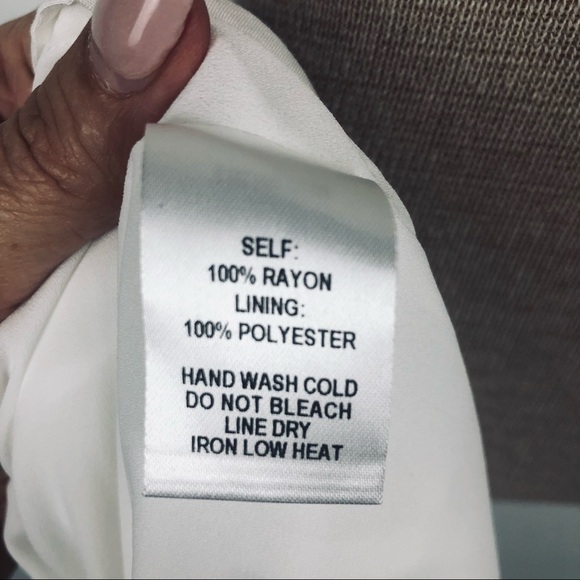 SELF:
100% RAYON
LINING:
100% POLYESTER
HAND WASH COLD
DO NOT BLEACH
LINE DRY
IRON LOW HEAT